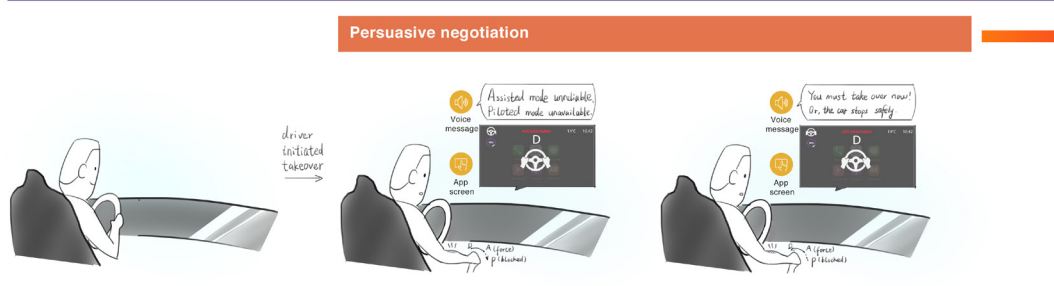 Persuasive negotiation
driver
initiated
takeover
Voice
message
Assisted mode unreliable.
Piloted mode unavailable.
D
App
screen
A (force)
P (blocked)
Voice
message
You must take over now!
Or, the car stops safely.
D
App
screen
A (force)
P (blocked)